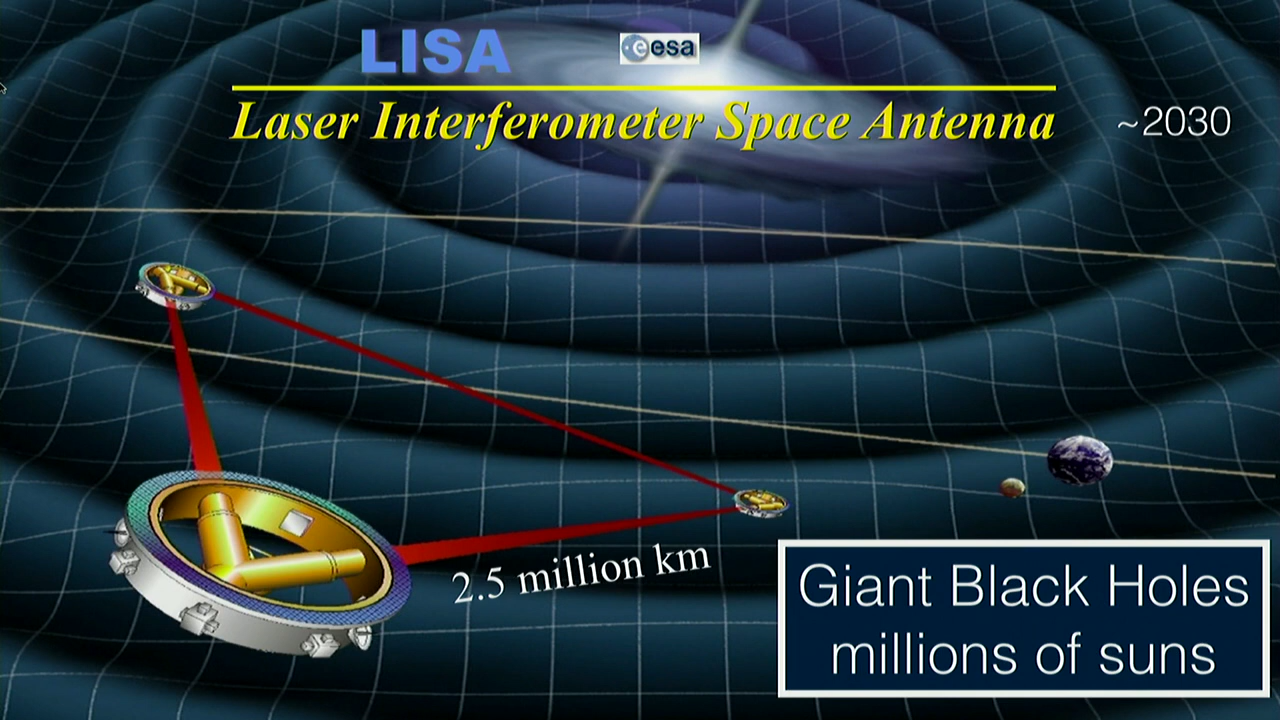 LISA
esa
Laser Interferometer Space Antenna
~2030
2.5 million km
Giant Black Holes
millions of suns